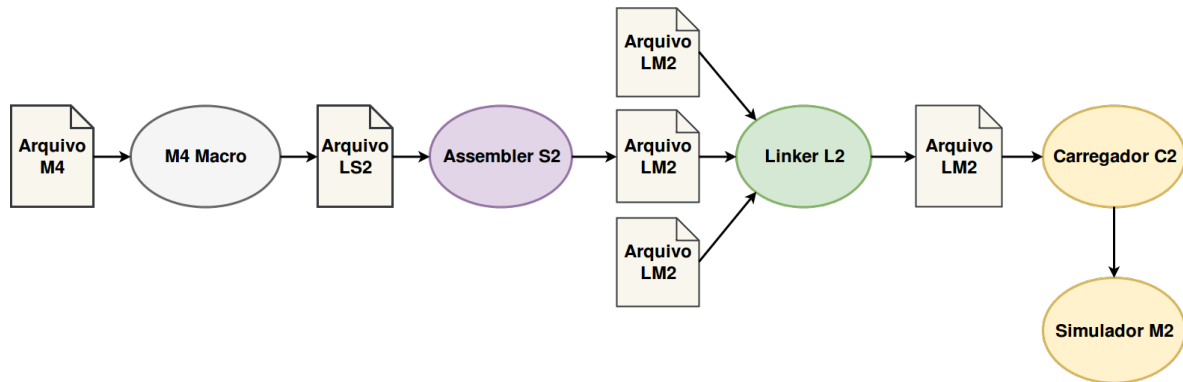 Arquivo
M4
M4 Macro
Arquivo
LS2
Assembler S2
Arquivo
LM2
Arquivo
LM2
Arquivo
LM2
Linker L2
Arquivo
LM2
Carregador C2
Simulador M2